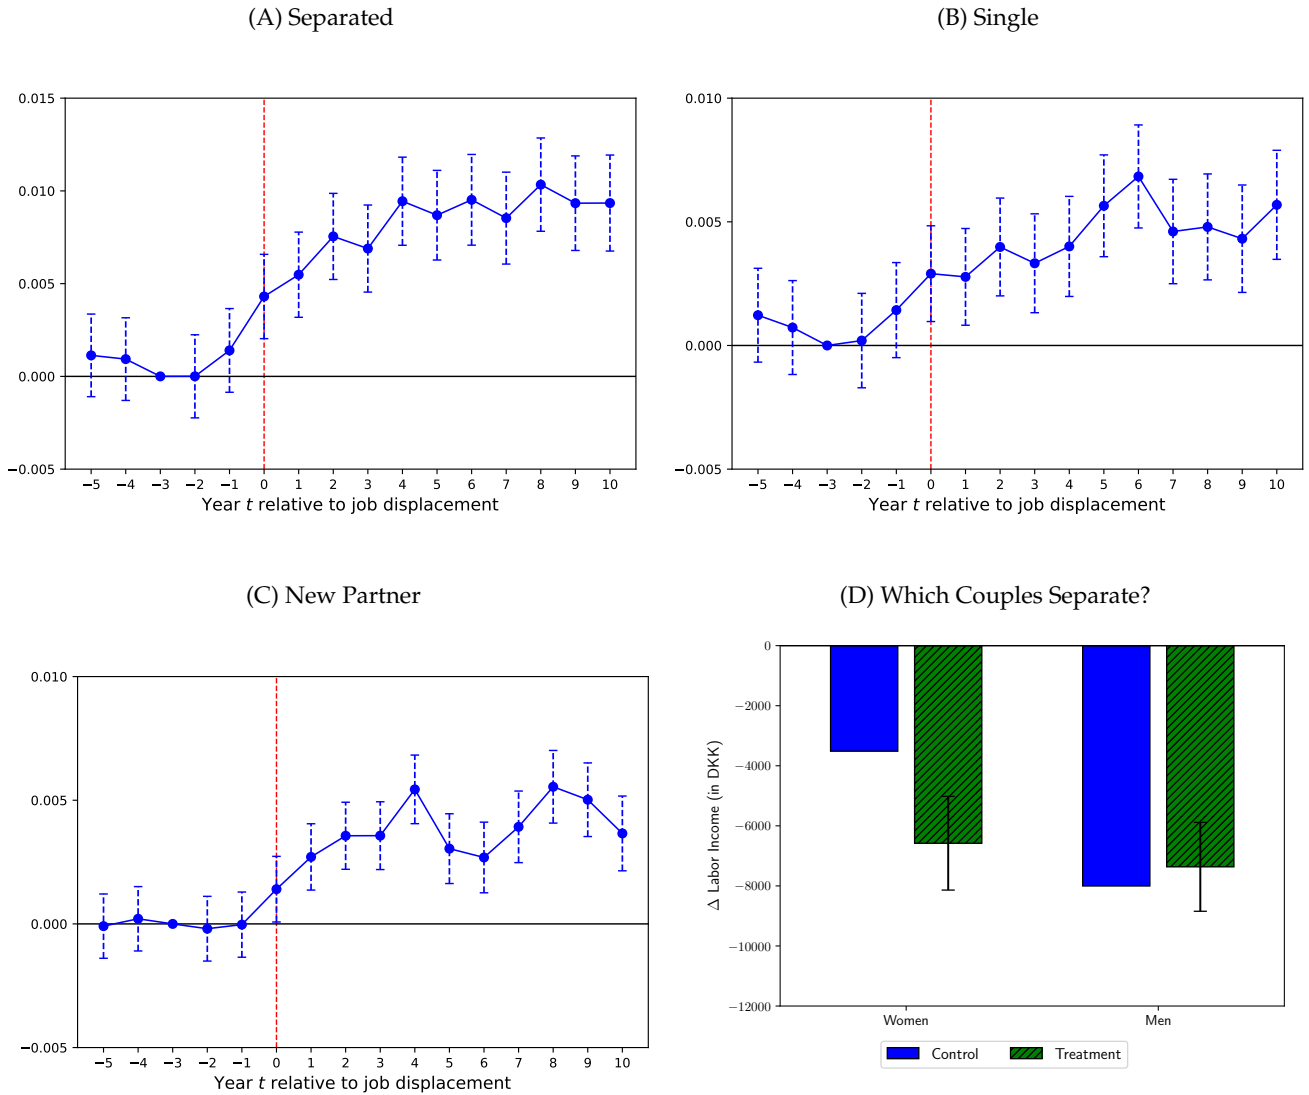 (A) Separated
0.015
0.010
0.005
0.000
−0.005
−5 −4 −3 −2 −1 0 1 2 3 4 5 6 7 8 9 10
Year t relative to job displacement
(B) Single
0.010
0.005
0.000
−0.005
−5 −4 −3 −2 −1 0 1 2 3 4 5 6 7 8 9 10
Year t relative to job displacement
(C) New Partner
0.010
0.005
0.000
−0.005
−5 −4 −3 −2 −1 0 1 2 3 4 5 6 7 8 9 10
Year t relative to job displacement
(D) Which Couples Separate?
Δ Labor Income (in DKK)
0
−2000
−4000
−6000
−8000
−10000
−12000
Women Men
Control Treatment